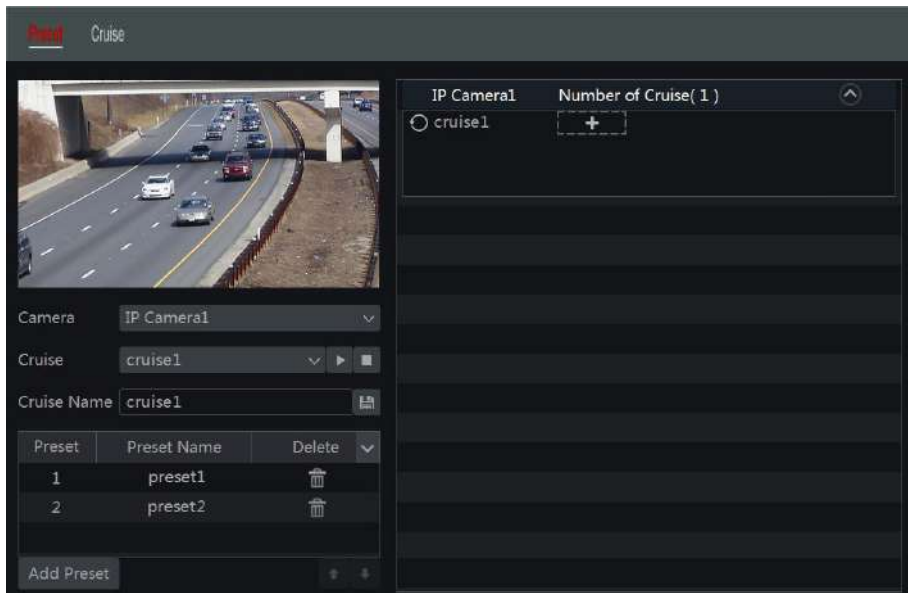 Preset Cruise
IP Camera1 Number of Cruise( 1 )
cruise1
Camera IP Camera1
Cruise cruise1
Cruise Name cruise1
Preset Preset Name Delete
1 preset1
2 preset2
Add Preset